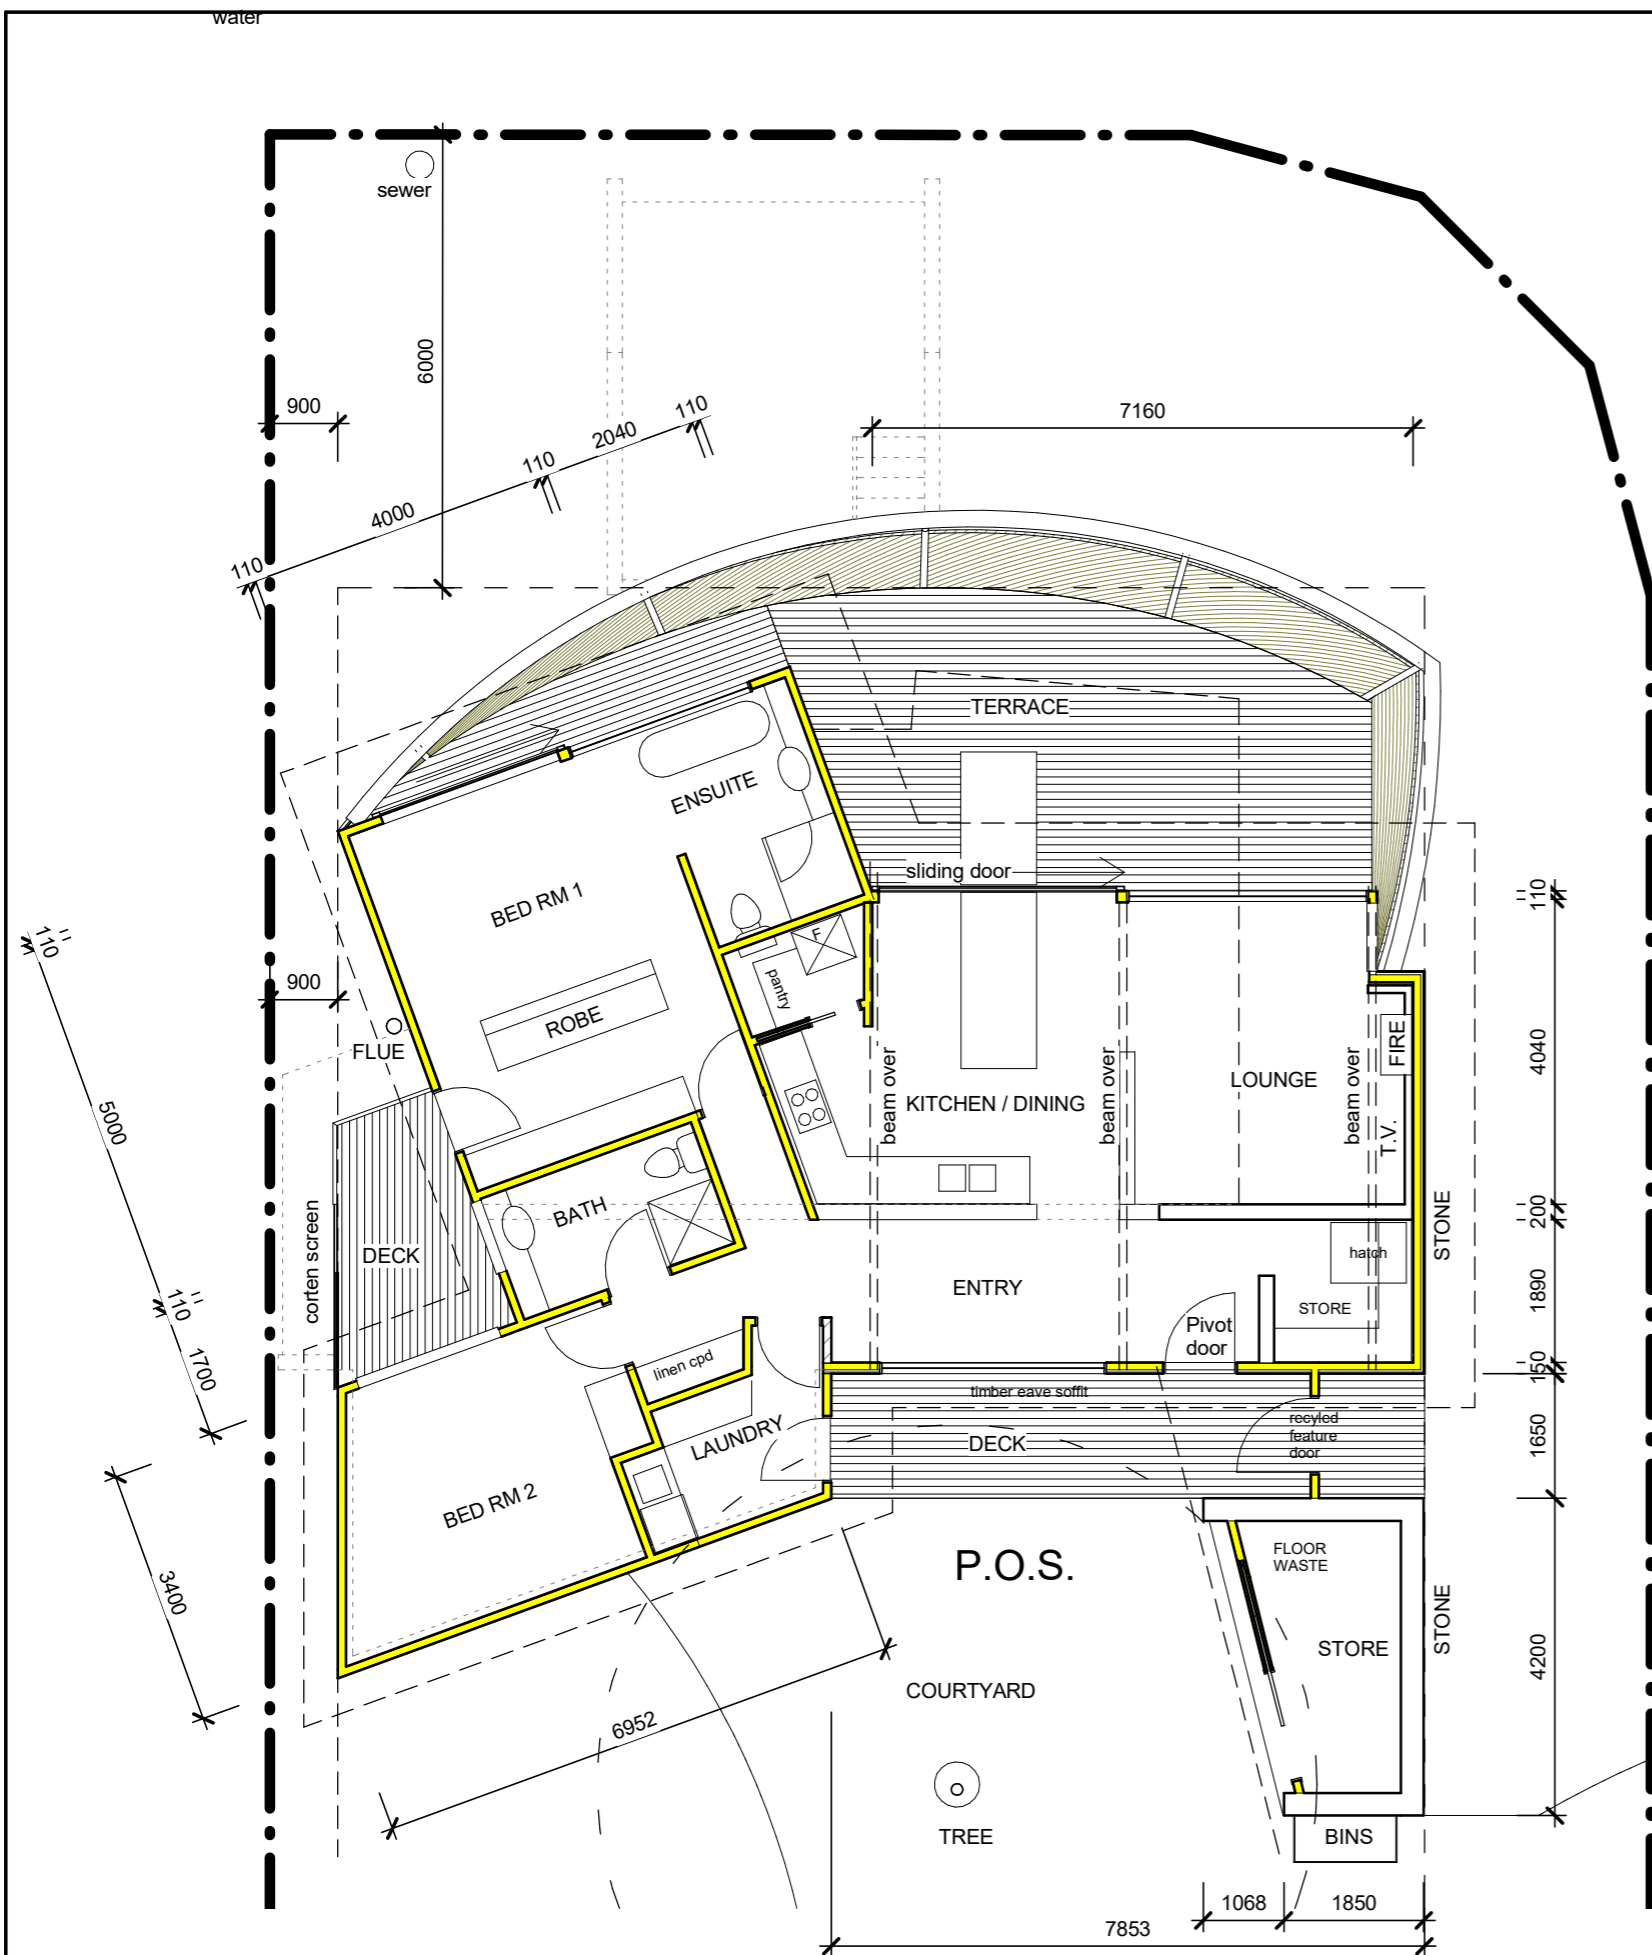 water
sewer
6000
900
7160
110
2040
110
4000
110
TERRACE
ENSUITE
sliding door
BED RM 1
F
pantry
110
110
900
ROBE
FLUE
beam over
beam over
beam over
FIRE
LOUNGE
KITCHEN / DINING
T.V.
4040
5000
BATH
200
STONE
corten screen
DECK
ENTRY
hatch
STORE
1890
110
1700
Pivot
door
150
linen cpd
timber eave soffit
LAUNDRY
DECK
recyled
feature
door
1650
BED RM 2
P.O.S.
FLOOR
WASTE
3400
STORE
STONE
4200
COURTYARD
6952
TREE
BINS
1068
1850
7853